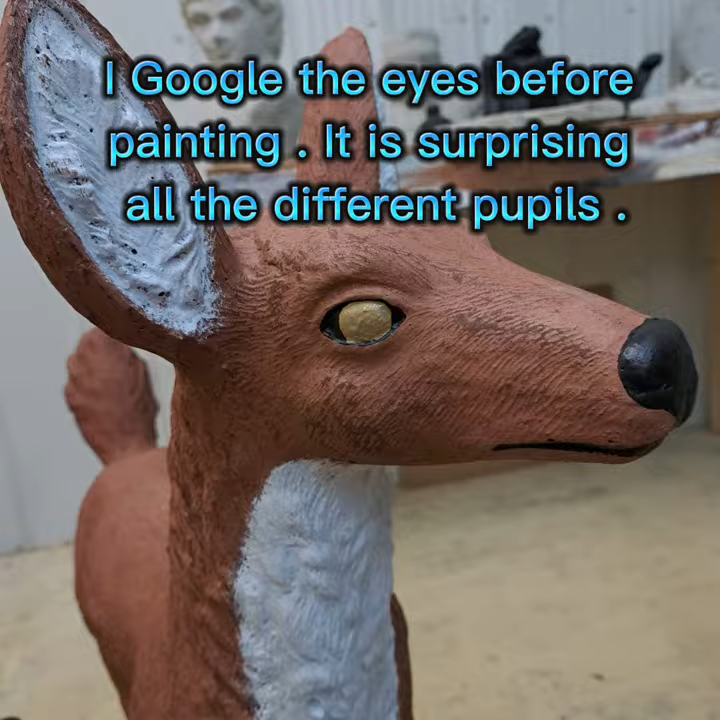 I Google the eyes before
painting . It is surprising
all the different pupils .